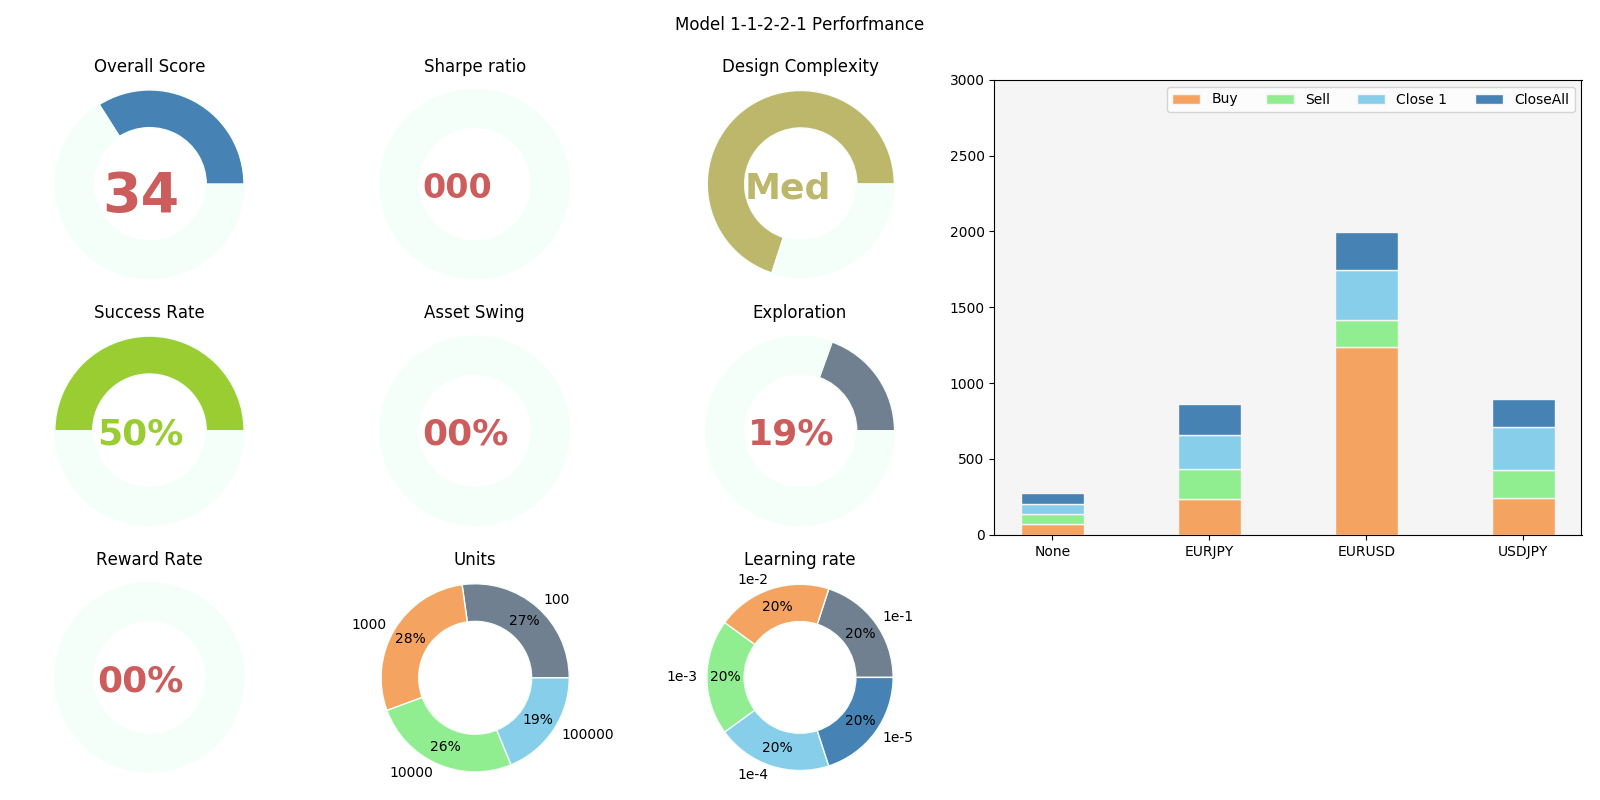 Model 1-1-2-2-1 Perforfmance
Overall Score
34
Sharpe ratio
000
Design Complexity
Med
Success Rate
50%
Asset Swing
00%
Exploration
19%
Reward Rate
00%
Units
100
27%
1000
28%
10000
26%
100000
19%
Learning rate
1e-1
20%
1e-2
20%
1e-3
20%
1e-4
20%
1e-5
20%
Buy Sell Close 1 CloseAll
3000
2500
2000
1500
1000
500
0
None EURJPY EURUSD USDJPY